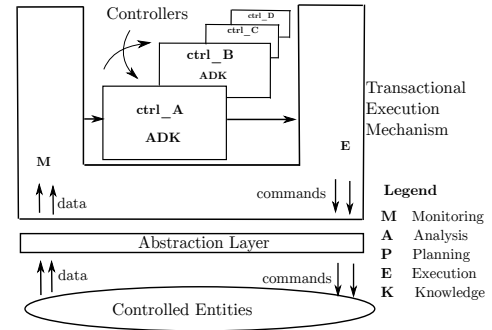 Controllers
ctrl_D
ctrl_C
ctrl_B
ADK
ctrl_A
ADK
Transactional
Execution
Mechanism
M
E
data
commands
Legend
M Monitoring
A Analysis
P Planning
E Execution
K Knowledge
Abstraction Layer
data
commands
Controlled Entities